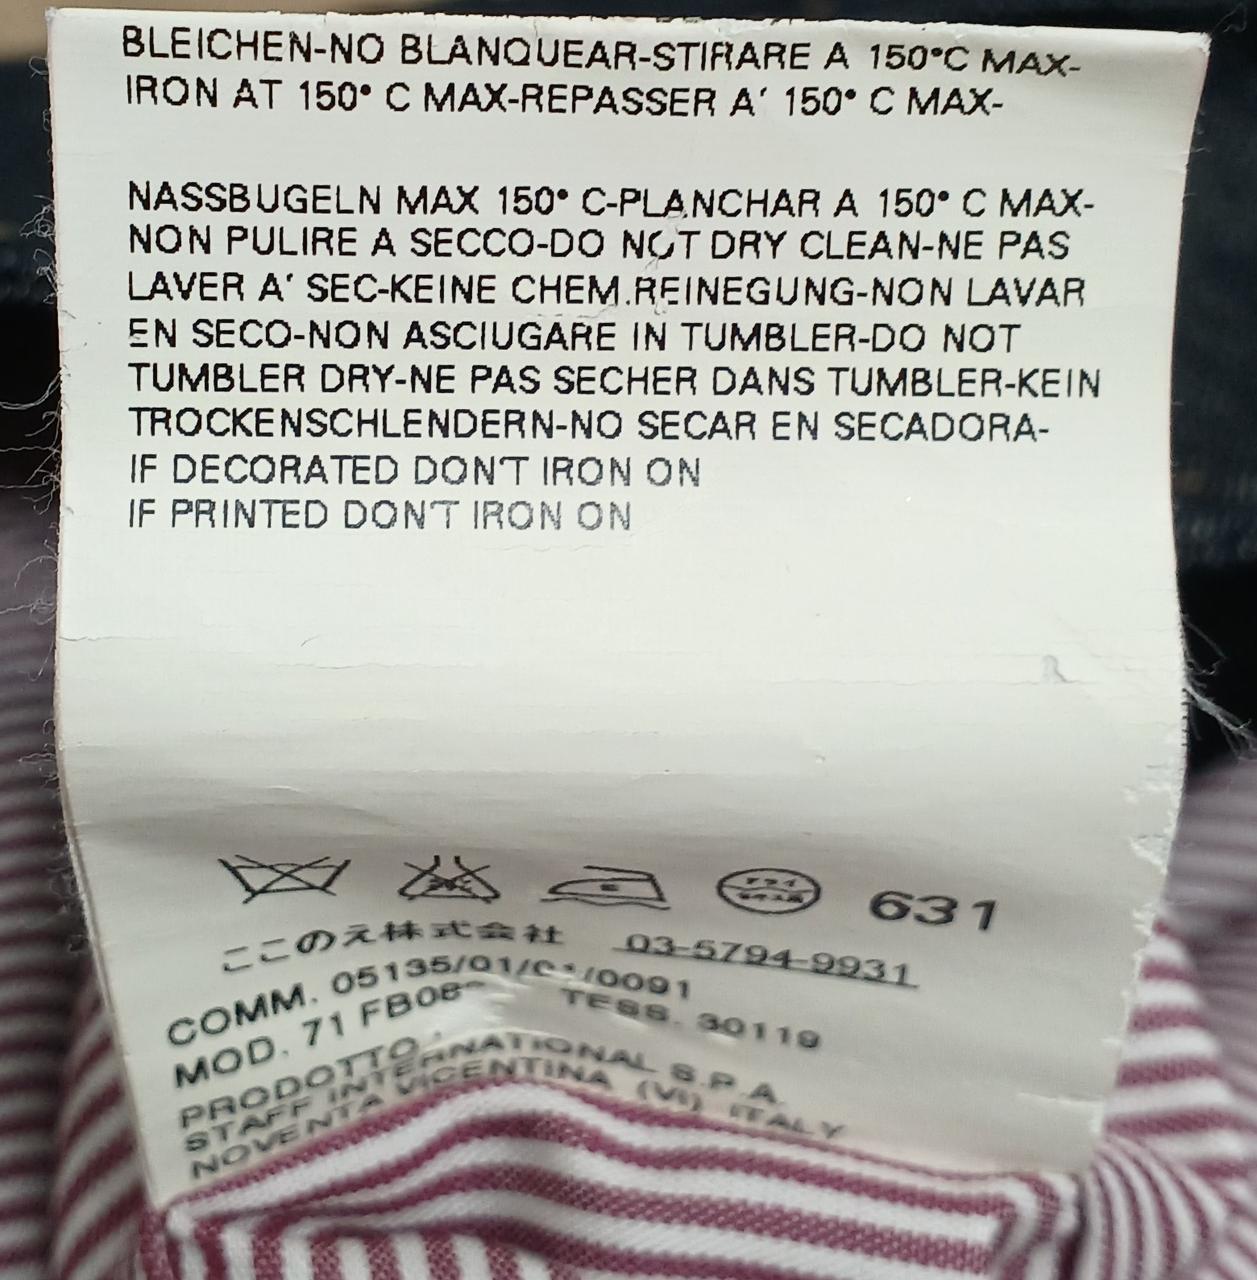 BLEICHEN-NO BLANQUEAR-STIRARE A 150°C MAX-
IRON AT 150° C MAX-REPASSER A' 150° C MAX-
NASSBUGELN MAX 150° C-PLANCHAR A 150° C MAX-
NON PULIRE A SECCO-DO NOT DRY CLEAN-NE PAS
LAVER A' SEC-KEINE CHEM.REINEGUNG-NON LAVAR
EN SECO-NON ASCIUGARE IN TUMBLER-DO NOT
TUMBLER DRY-NE PAS SECHER DANS TUMBLER-KEIN
TROCKENSCHLENDERN-NO SECAR EN SECADORA-
IF DECORATED DON'T IRON ON
IF PRINTED DON'T IRON ON
631
ここのえ株式会社 03-5794-9931
COMM.
MOD. 71 TESS. 30119
PRODOTTO
STAFF INTERNATIONAL S.P.A.
NOVENTA VICENTINA (VI) ITALY